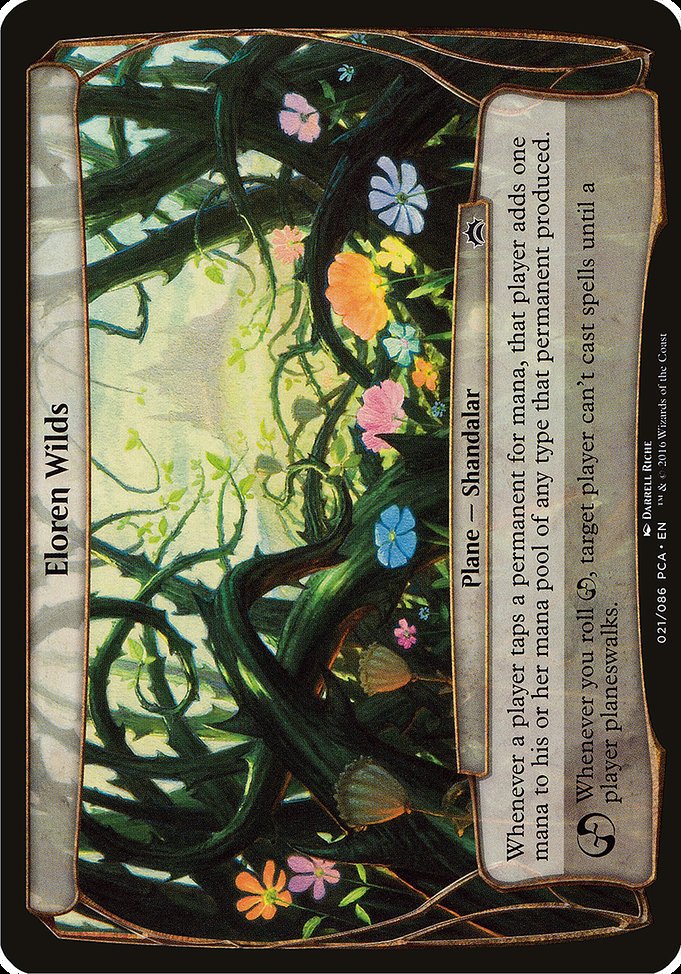 Eloren Wilds
Plane — Shandalar
Whenever a player taps a permanent for mana, that player adds one
mana to his or her mana pool of any type that permanent produced.
Whenever you roll , target player can't cast spells until a
player planeswalks.
021/086 PCA • EN DARRELL RICHE
™ & © 2016 Wizards of the Coast